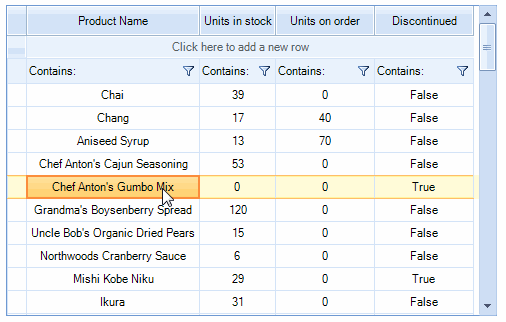 Product Name Units in stock Units on order Discontinued
Click here to add a new row
Contains: Contains: Contains: Contains:
Chai 39 0 False
Chang 17 40 False
Aniseed Syrup 13 70 False
Chef Anton's Cajun Seasoning 53 0 False
Chef Anton's Gumbo Mix 0 0 True
Grandma's Boysenberry Spread 120 0 False
Uncle Bob's Organic Dried Pears 15 0 False
Northwoods Cranberry Sauce 6 0 False
Mishi Kobe Niku 29 0 True
Ikura 31 0 False